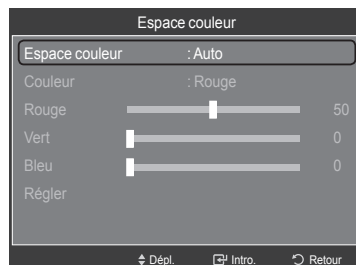 Espace couleur
Espace couleur : Auto
Couleur : Rouge
Rouge 50
Vert 0
Bleu 0
Régler
Dépl. Intro. Retour